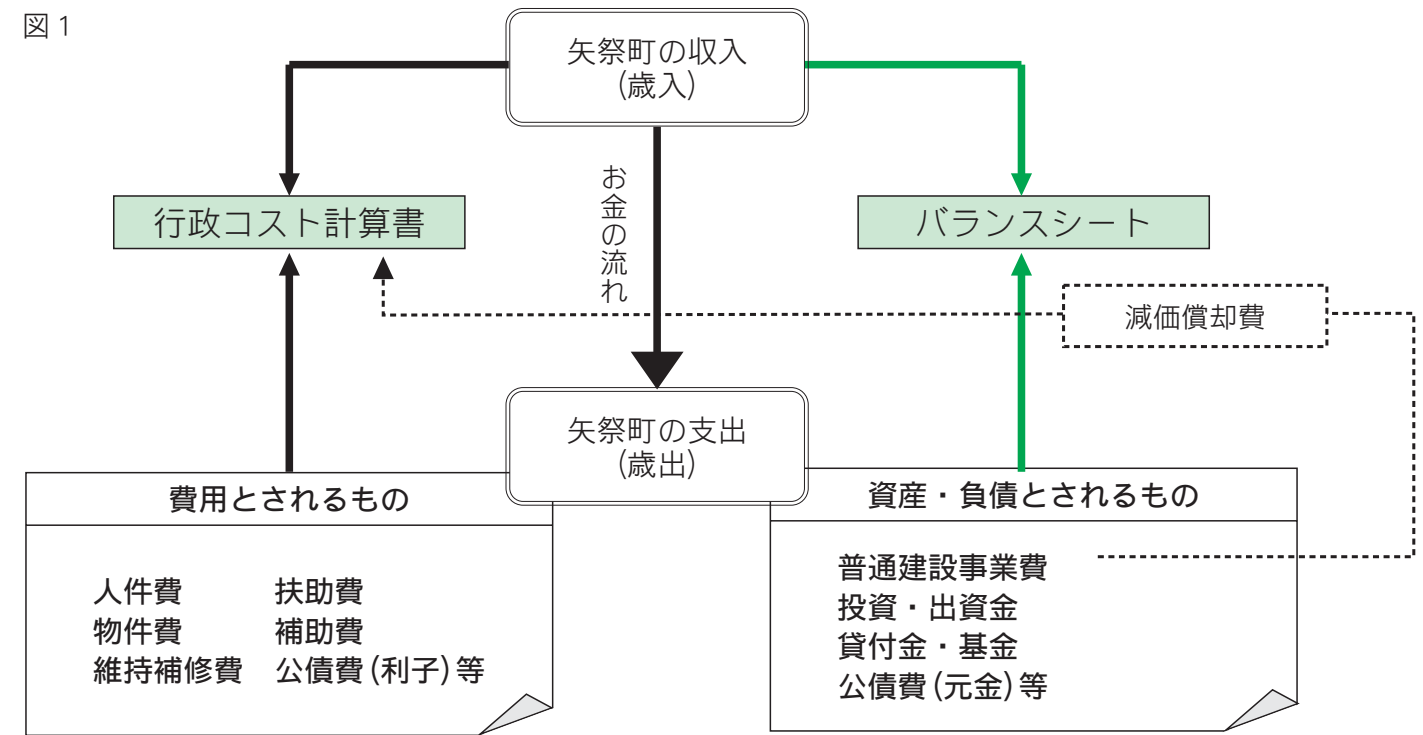 図1
矢祭町の収入
(歳入)
行政コスト計算書
お金の流れ
バランスシート
減価償却費
矢祭町の支出
(歳出)
費用とされるもの
人件費 扶助費
物件費 補助費
維持補修費 公債費(利子)等
資産・負債とされるもの
普通建設事業費
投資・出資金
貸付金・基金
公債費(元金)等